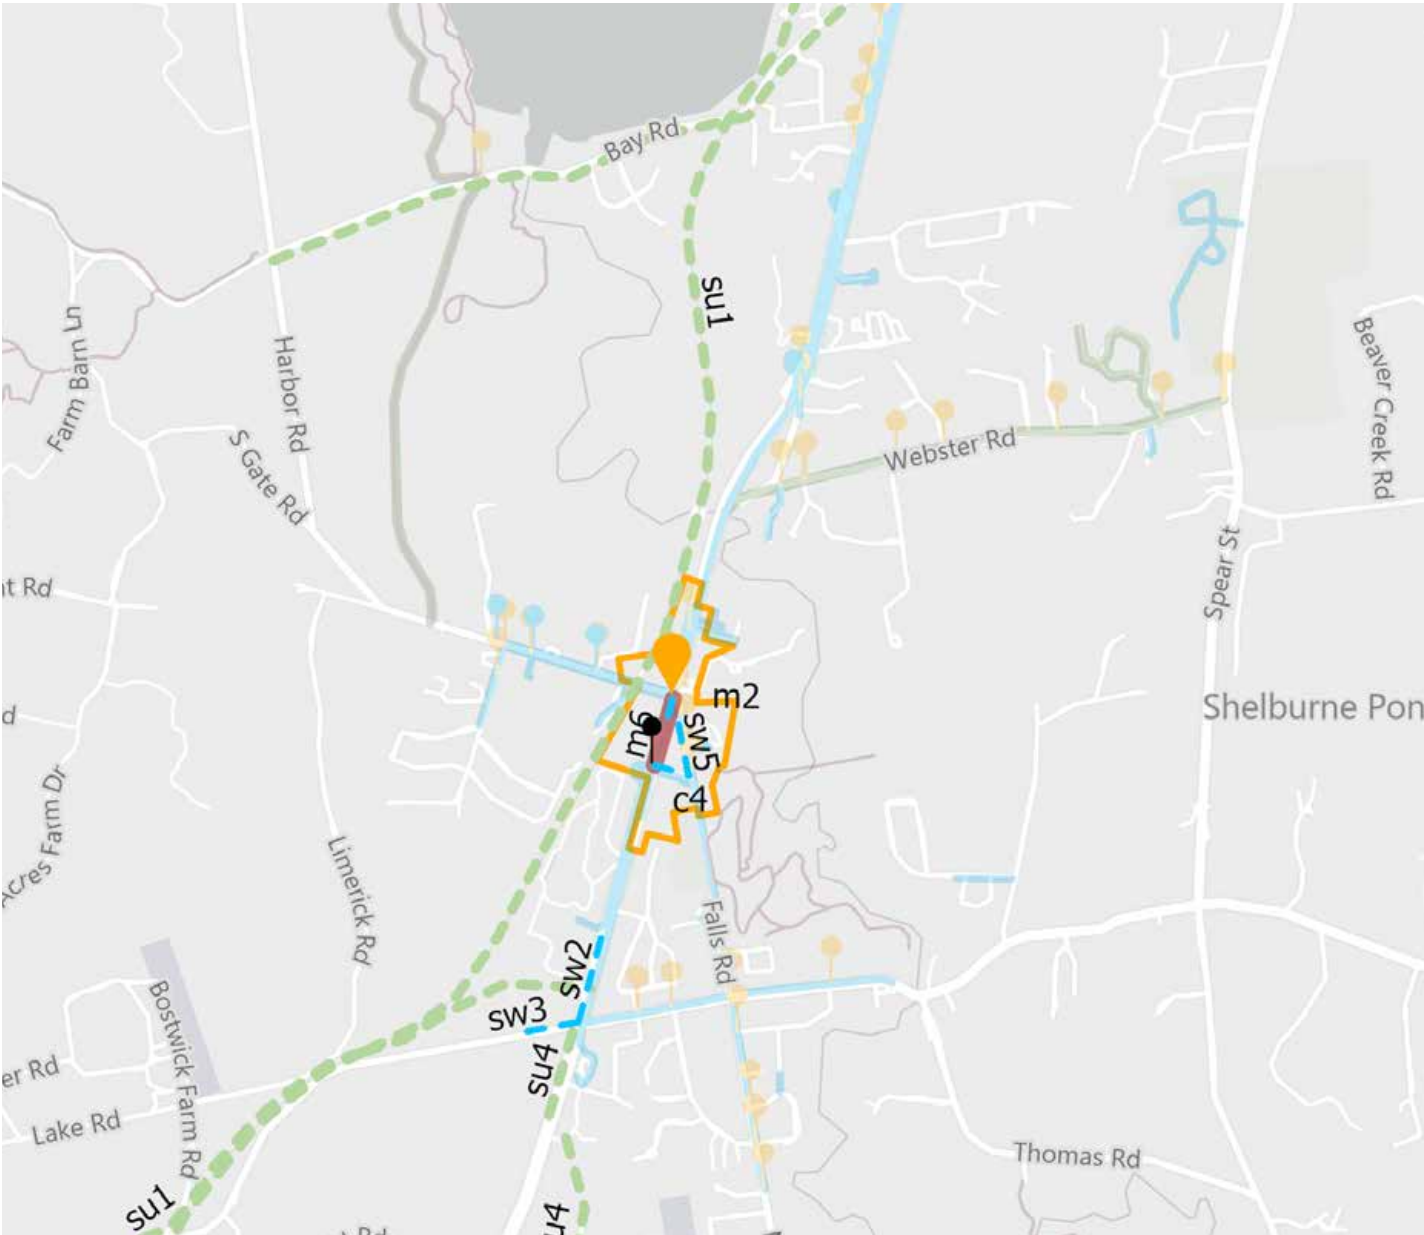 Bay Rd
su1
Farm Barn Ln
Harbor Rd
Beaver Creek Rd
S Gate Rd
Webster Rd
Spear St
t Rd
m2
Shelburne Pon
d
m6
sw5
c4
Acres Farm Dr
Limerick Rd
Falls Rd
sw2
sw3
Bostwick Farm Rd
su4
er Rd
Lake Rd
Thomas Rd
su1
u4